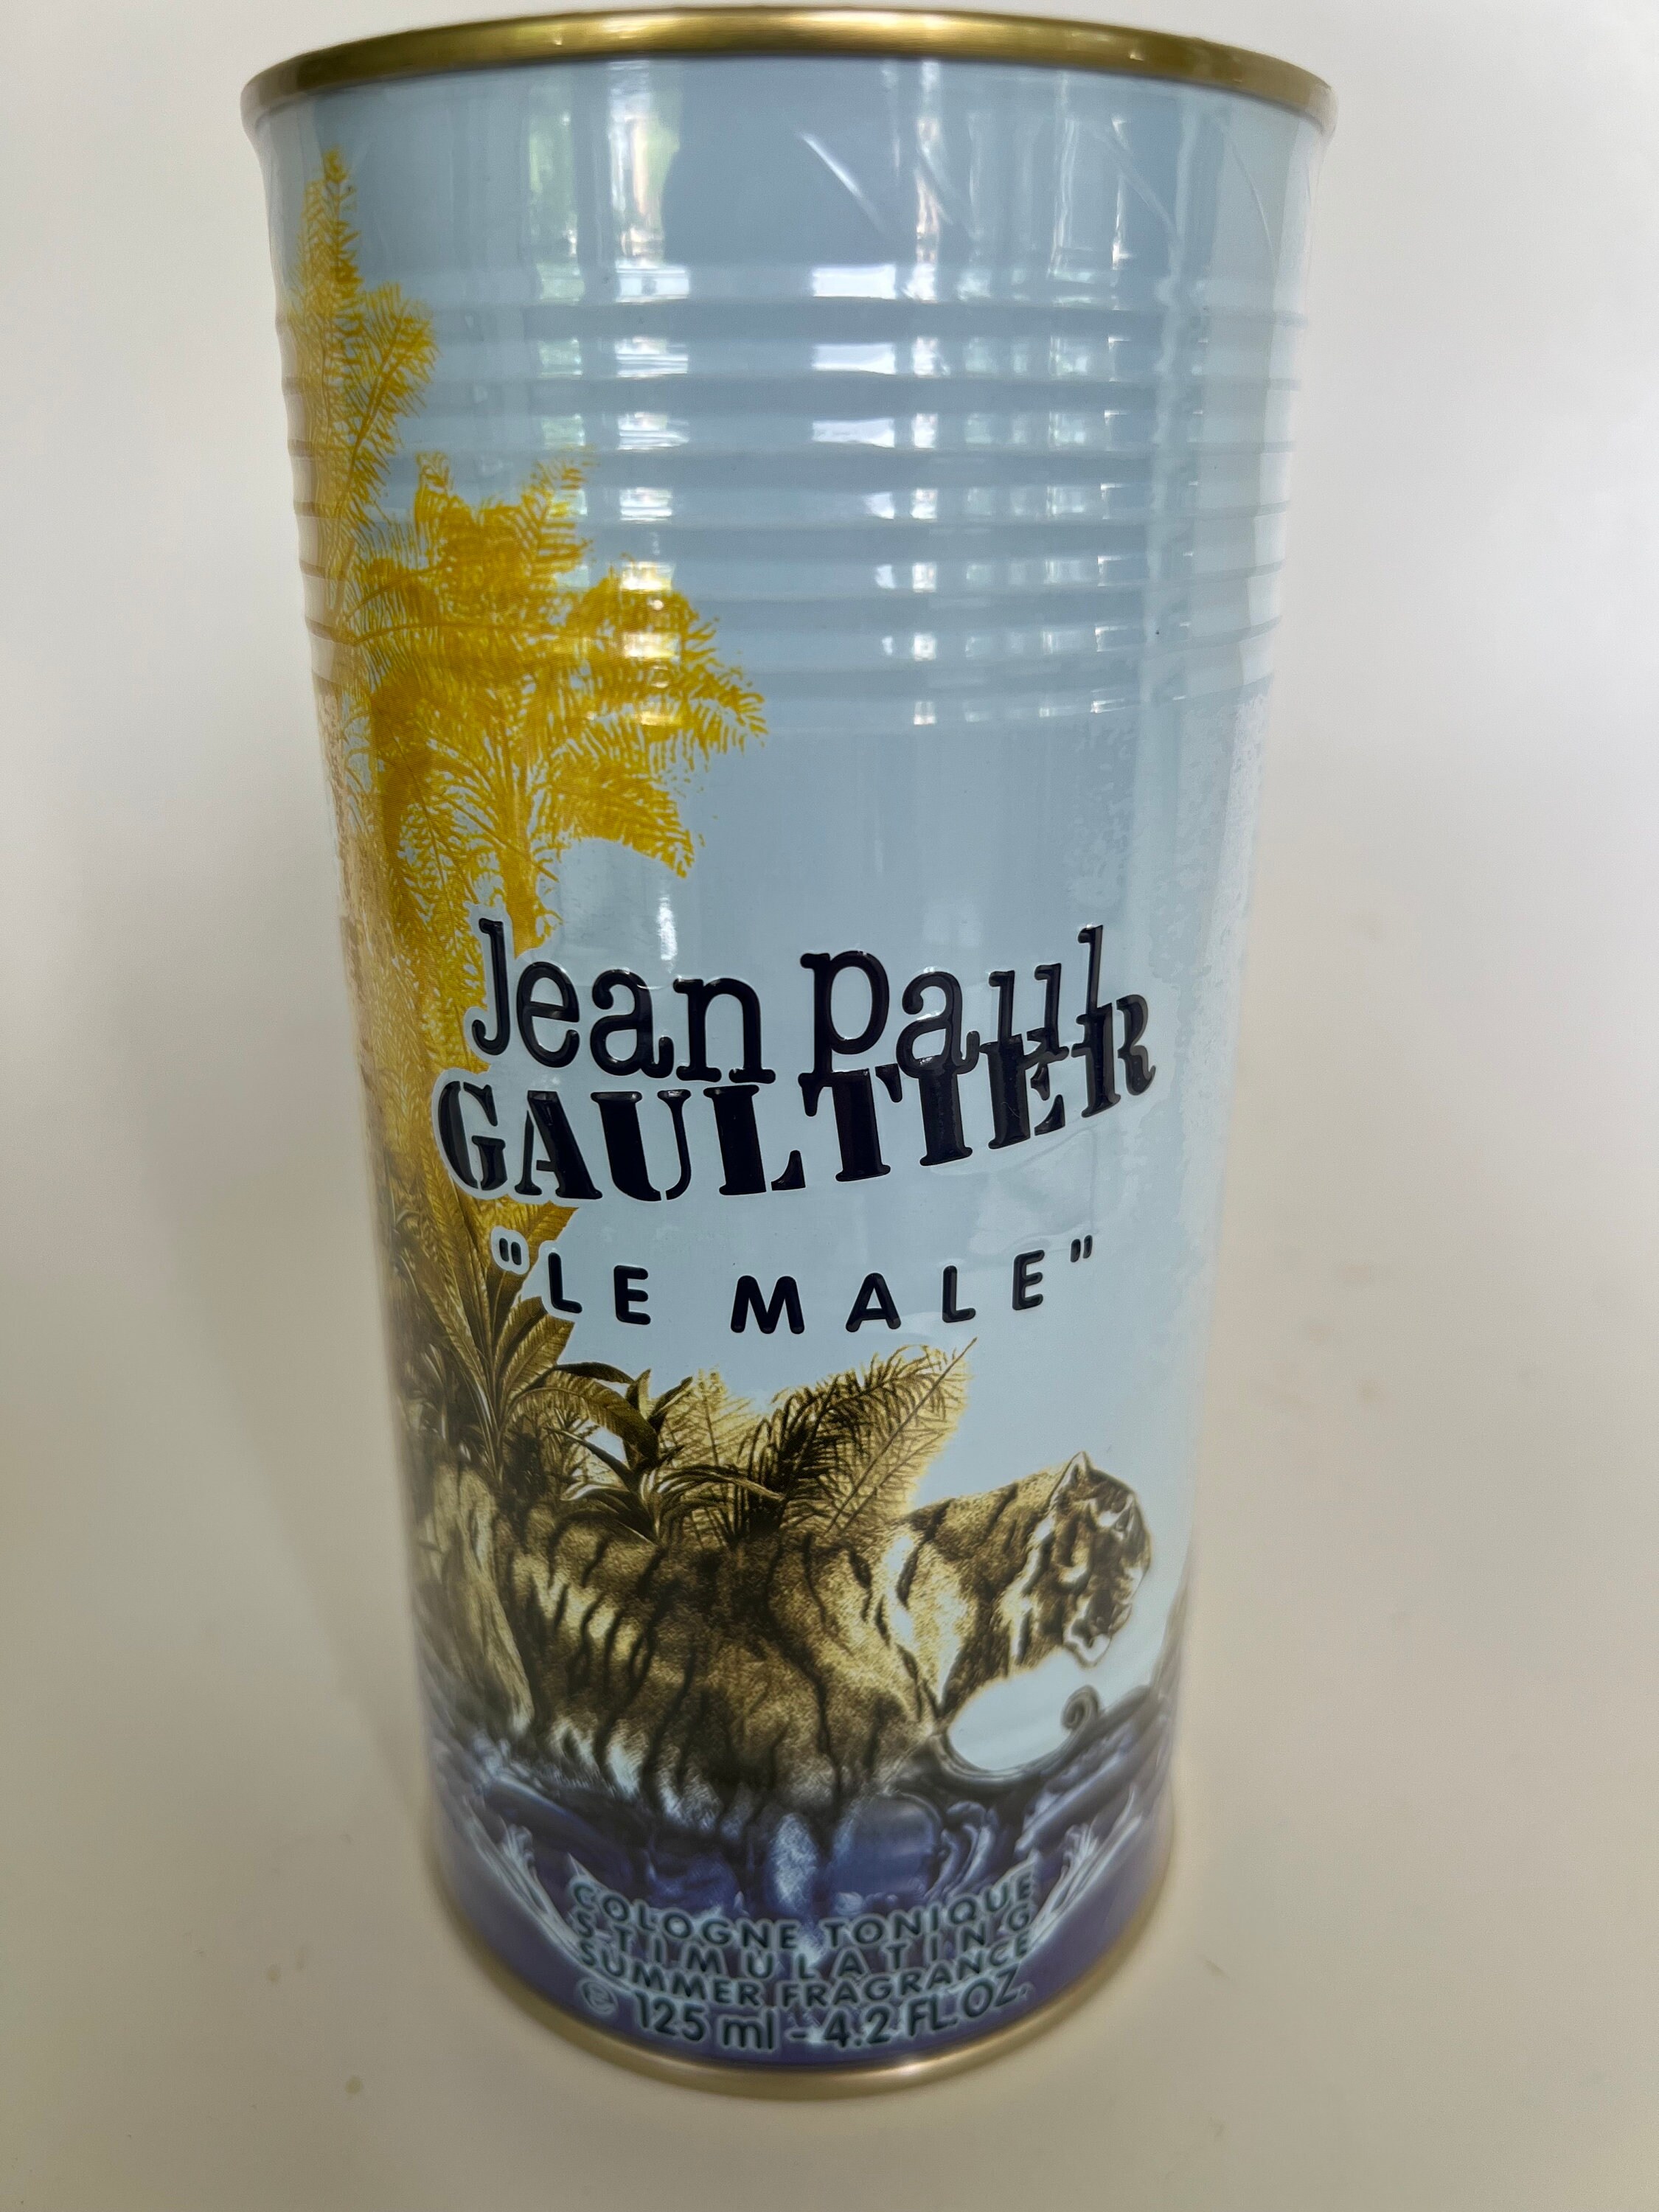 Jean Paul
GAULTIER
"LE MALE"
COLOGNE TONIQUE
STIMULATING
SUMMER FRAGRANCE
℮ 125 ml - 4.2 FL.OZ.